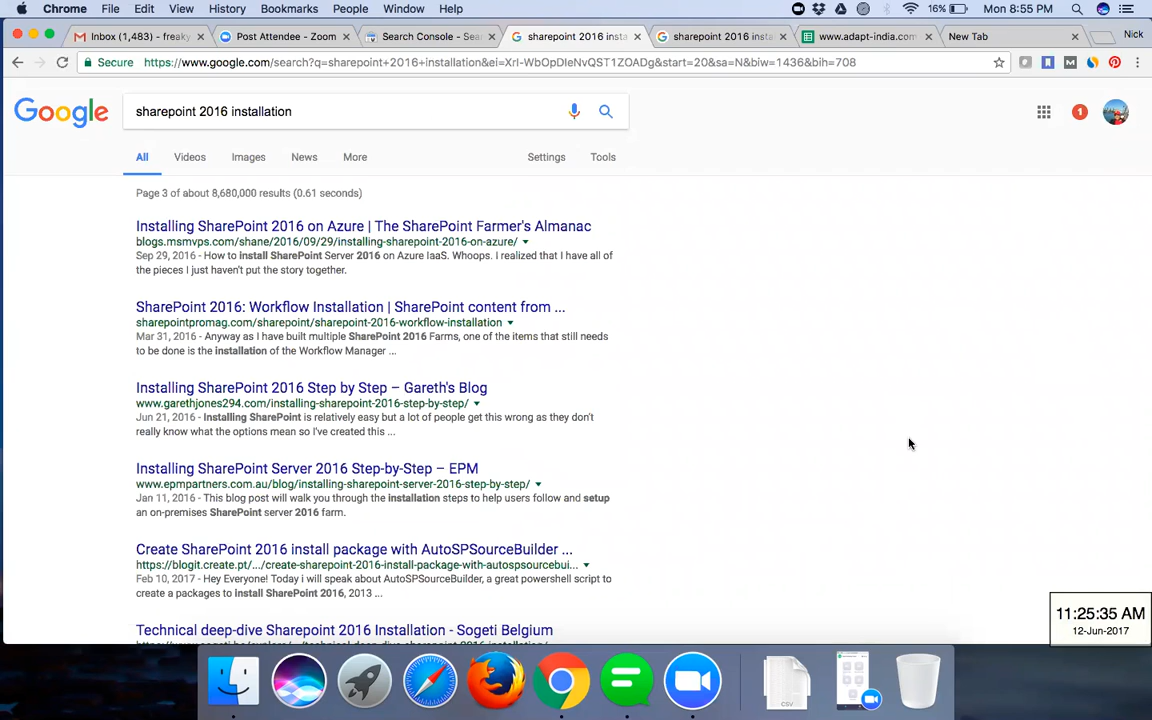 Chrome File Edit View History Bookmarks People Window Help 16% Mon 8:55 PM
Inbox (1,483) - freaky Post Attendee - Zoom Search Console - Sec sharepoint 2016 insta sharepoint 2016 insta www.adapt-india.com New Tab Nick
Secure https://www.google.com/search?q=sharepoint+2016+installation&ei=XrI-WbOpDIeNvQST1ZOADg&start=20&sa=N&biw=1436&bih=708
Google sharepoint 2016 installation 1
All Videos Images News More Settings Tools
Page 3 of about 8,680,000 results (0.61 seconds)
Installing SharePoint 2016 on Azure | The SharePoint Farmer's Almanac
blogs.msmvps.com/shane/2016/09/29/installing-sharepoint-2016-on-azure/
Sep 29, 2016 - How to install SharePoint Server 2016 on Azure IaaS. Whoops. I realized that I have all of
the pieces I just haven't put the story together.
SharePoint 2016: Workflow Installation | SharePoint content from ...
sharepointpromag.com/sharepoint/sharepoint-2016-workflow-installation
Mar 31, 2016 - Anyway as I have built multiple SharePoint 2016 Farms, one of the items that still needs
to be done is the installation of the Workflow Manager ...
Installing SharePoint 2016 Step by Step – Gareth's Blog
www.garethjones294.com/installing-sharepoint-2016-step-by-step/
Jun 21, 2016 - Installing SharePoint is relatively easy but a lot of people get this wrong as they don't
really know what the options mean so I've created this ...
Installing SharePoint Server 2016 Step-by-Step – EPM
www.epmpartners.com.au/blog/installing-sharepoint-server-2016-step-by-step/
Jan 11, 2016 - This blog post will walk you through the installation steps to help users follow and setup
an on-premises SharePoint server 2016 farm.
Create SharePoint 2016 install package with AutoSPSourceBuilder ...
https://blogit.create.pt/.../create-sharepoint-2016-install-package-with-autospsourcebui...
Feb 10, 2017 - Hey Everyone! Today i will speak about AutoSPSourceBuilder, a great powershell script to
create a packages to install SharePoint 2016, 2013 ...
Technical deep-dive Sharepoint 2016 Installation - Sogeti Belgium
11:25:35 AM
12-Jun-2017
CSV